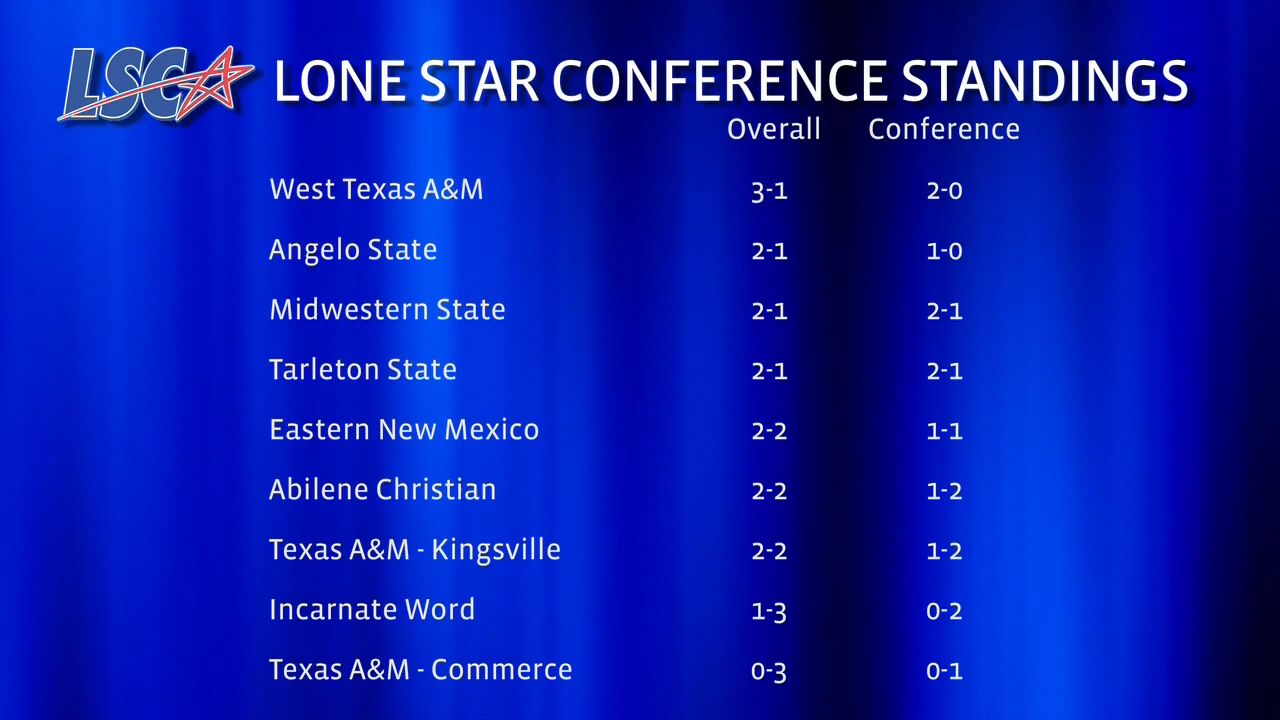 LSC LONE STAR CONFERENCE STANDINGS
Overall Conference
West Texas A&M 3-1 2-0
Angelo State 2-1 1-0
Midwestern State 2-1 2-1
Tarleton State 2-1 2-1
Eastern New Mexico 2-2 1-1
Abilene Christian 2-2 1-2
Texas A&M - Kingsville 2-2 1-2
Incarnate Word 1-3 0-2
Texas A&M - Commerce 0-3 0-1